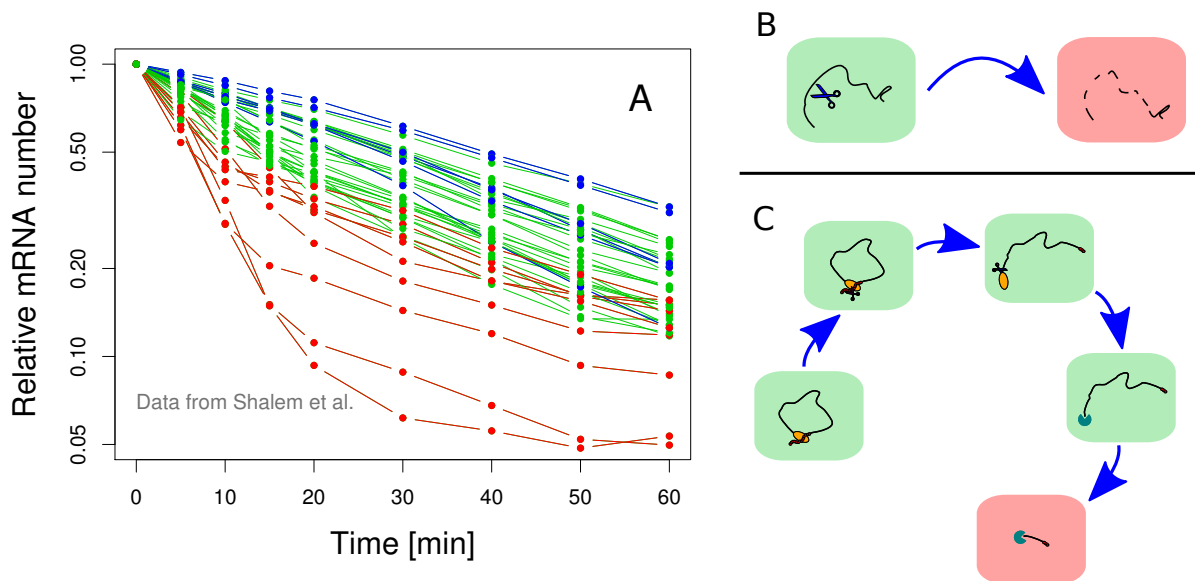 A
B
C
Relative mRNA number
1.00
0.50
0.20
0.10
0.05
Data from Shalem et al.
0 10 20 30 40 50 60
Time [min]